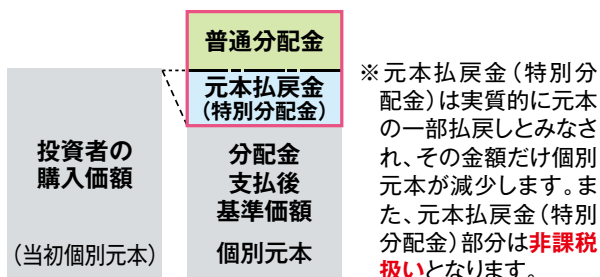 普通分配金
元本払戻金
(特別分配金)
投資者の
購入価額
(当初個別元本)
分配金
支払後
基準価額
個別元本
※元本払戻金(特別分
配金)は実質的に元本
の一部払戻しとみなさ
れ、その金額だけ個別
元本が減少します。ま
た、元本払戻金(特別
分配金)部分は非課税
扱いとなります。